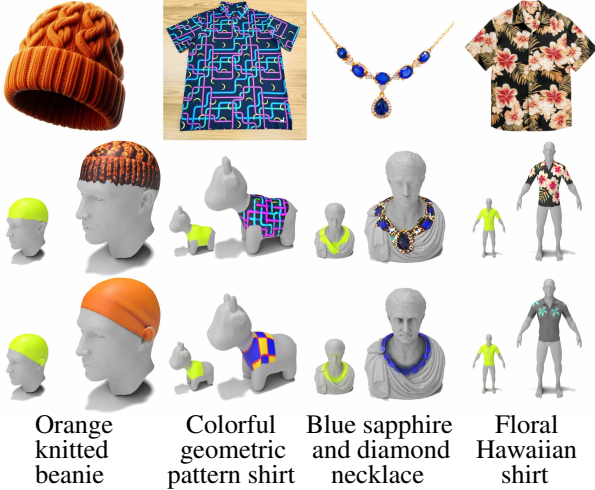 Orange
knitted
beanie
Colorful
geometric
pattern shirt
Blue sapphire
and diamond
necklace
Floral
Hawaiian
shirt